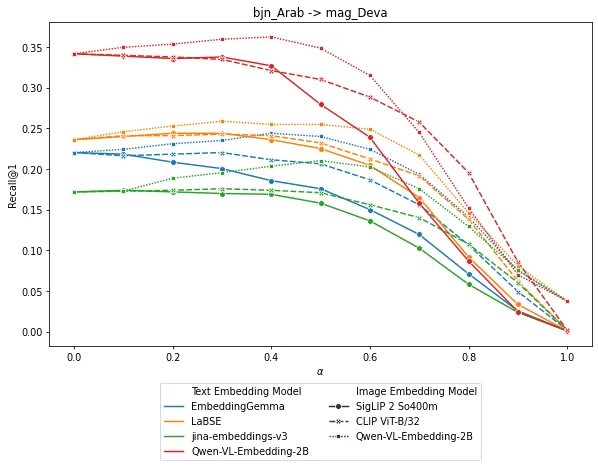 bjn_Arab -> mag_Deva
Recall@1
0.35
0.30
0.25
0.20
0.15
0.10
0.05
0.00
0.0 0.2 0.4 0.6 0.8 1.0
α
Text Embedding Model
EmbeddingGemma
LaBSE
jina-embeddings-v3
Qwen-VL-Embedding-2B
Image Embedding Model
SigLIP 2 So400m
CLIP ViT-B/32
Qwen-VL-Embedding-2B